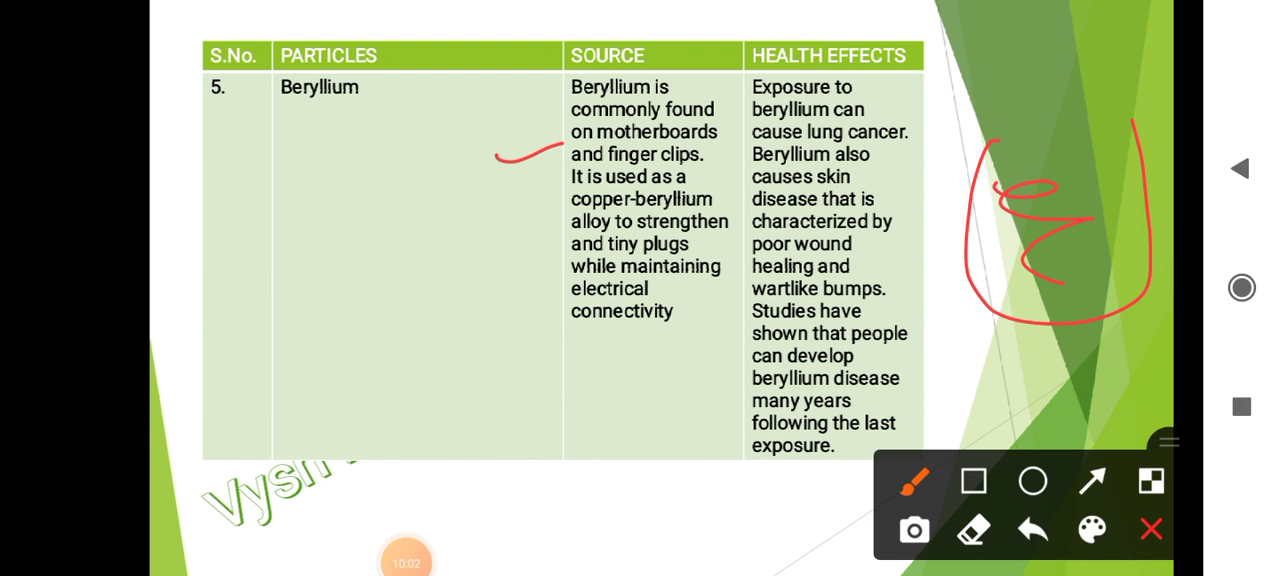 S.No. PARTICLES SOURCE HEALTH EFFECTS
5. Beryllium
Beryllium is
commonly found
on motherboards
and finger clips.
It is used as a
copper-beryllium
alloy to strengthen
and tiny plugs
while maintaining
electrical
connectivity
Exposure to
beryllium can
cause lung cancer.
Beryllium also
causes skin
disease that is
characterized by
poor wound
healing and
wartlike bumps.
Studies have
shown that people
can develop
beryllium disease
many years
following the last
exposure.
10:02